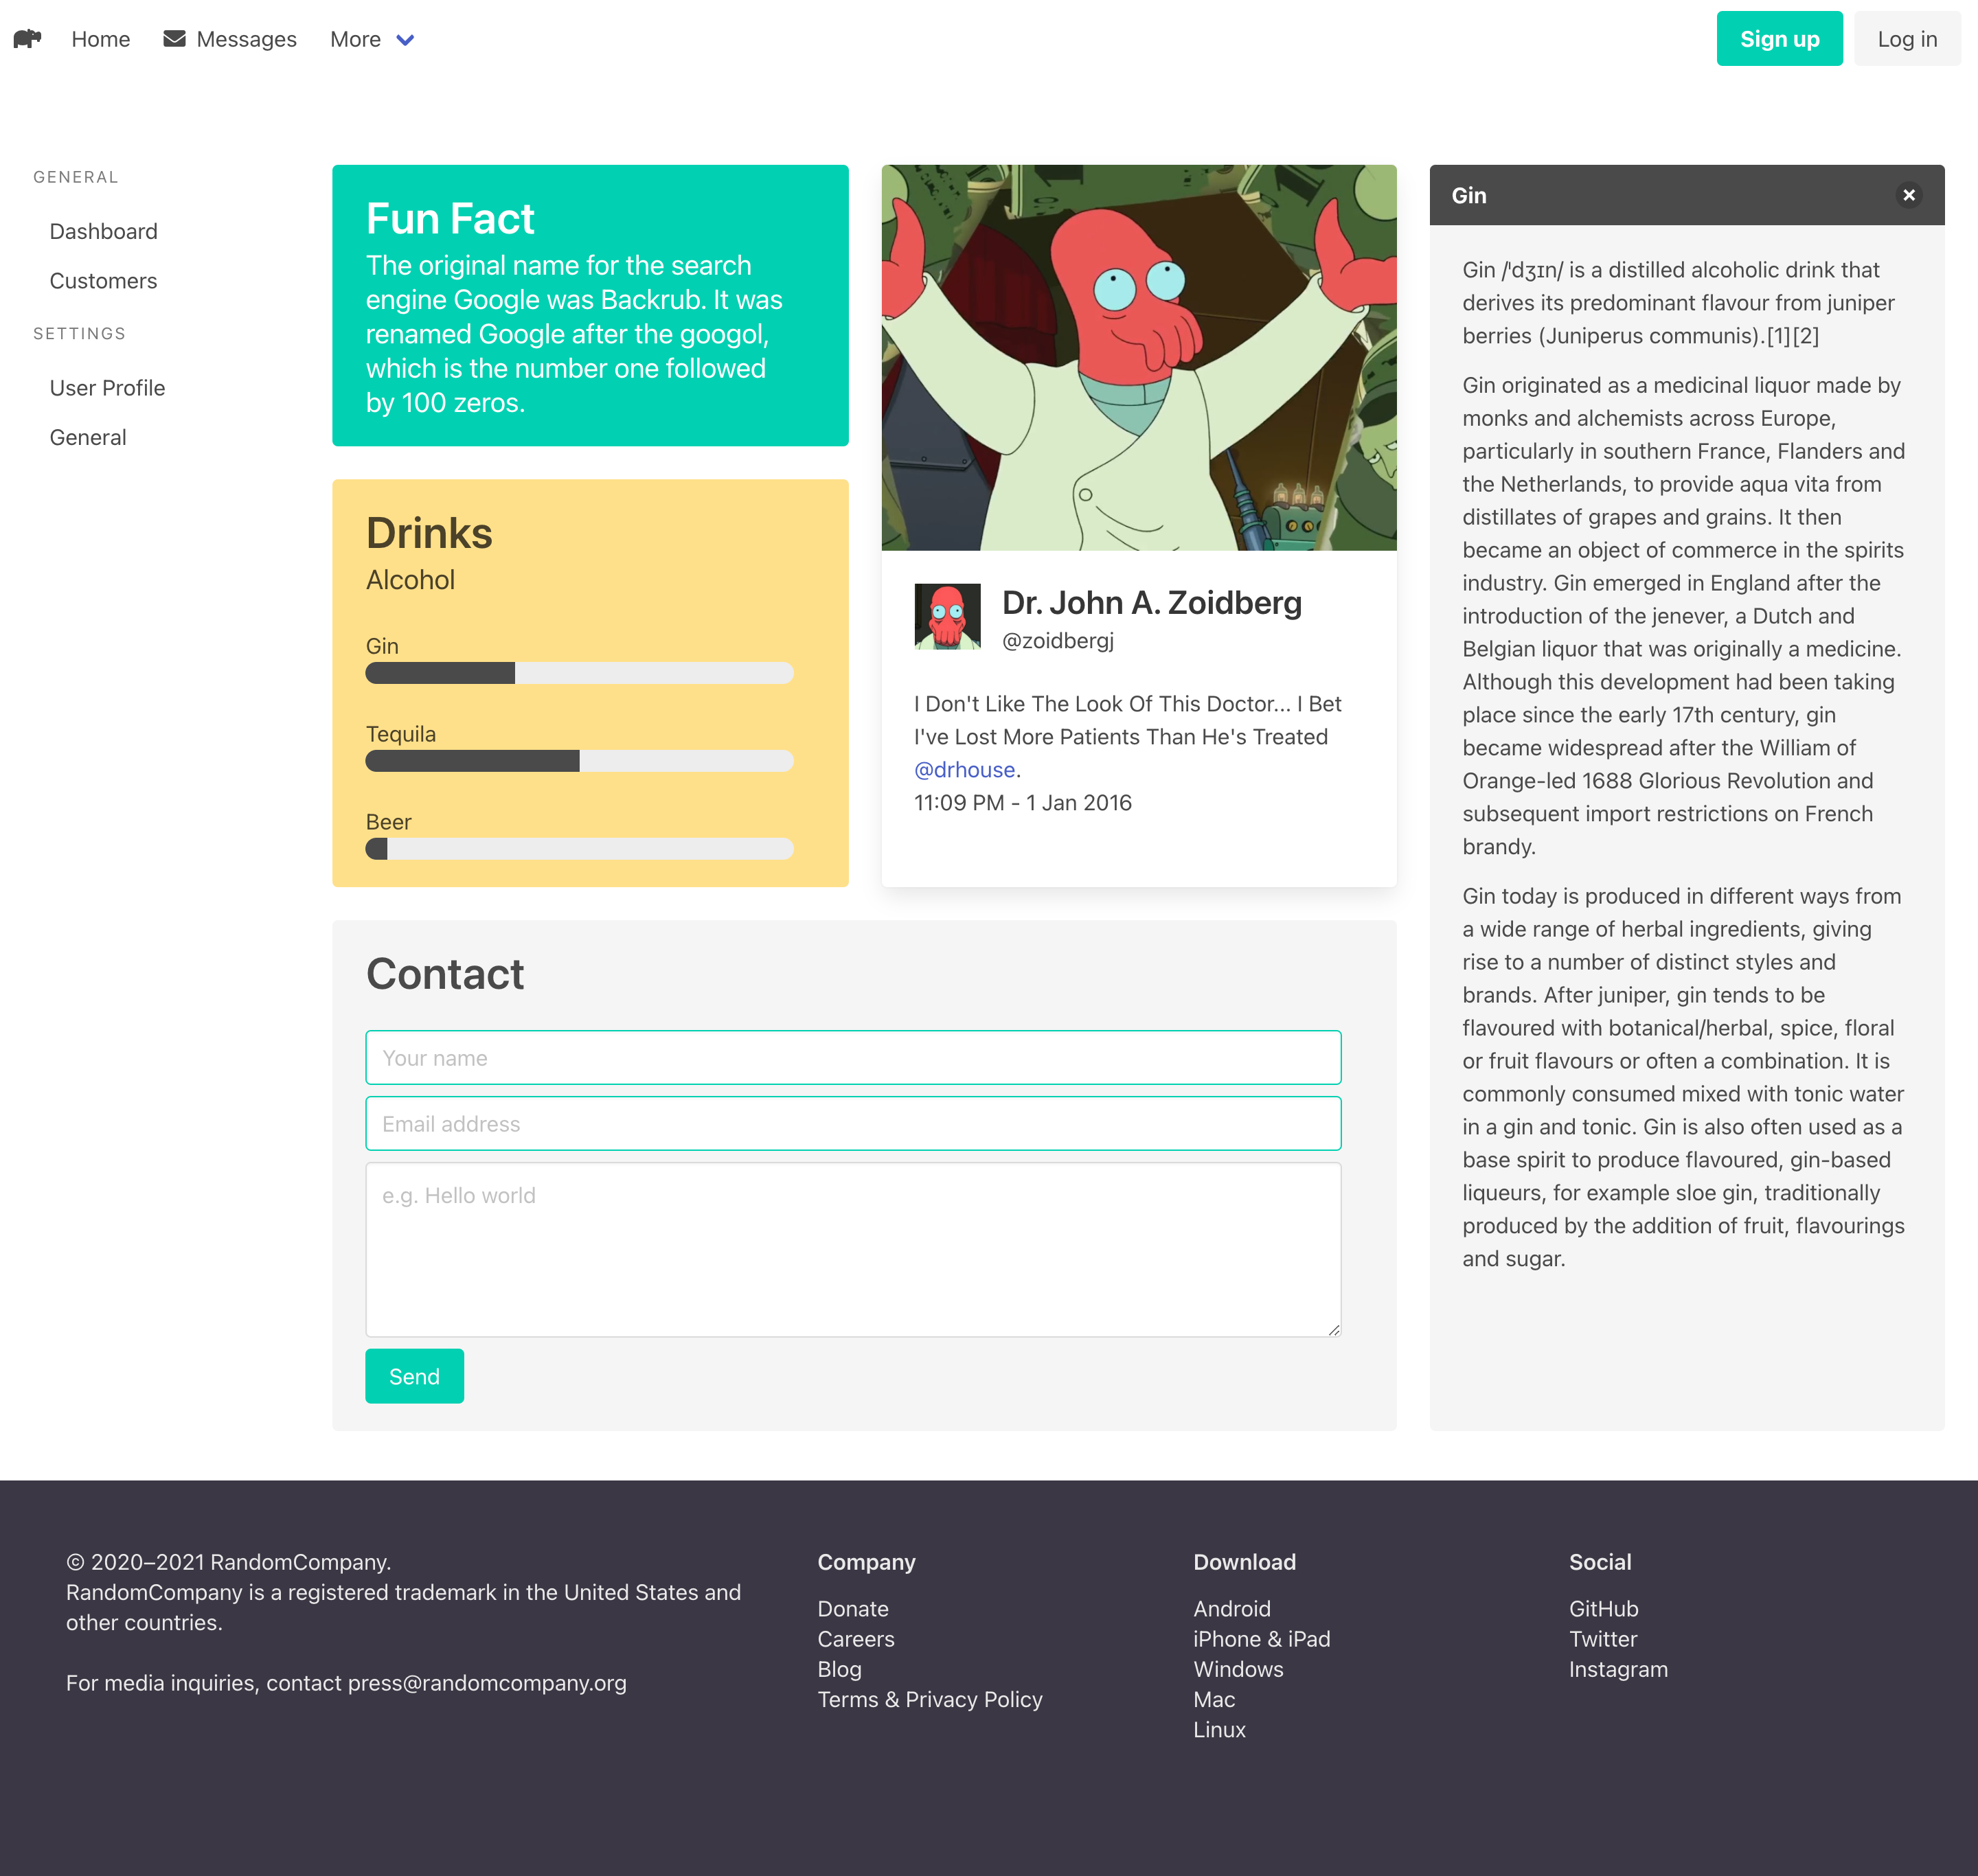 Home
Messages
More
Sign up
Log in
GENERAL
Dashboard
Customers
SETTINGS
User Profile
General
Fun Fact
The original name for the search
engine Google was Backrub. It was
renamed Google after the googol,
which is the number one followed
by 100 zeros.
Drinks
Alcohol
Gin
Tequila
Beer
Dr. John A. Zoidberg
@zoidbergj
I Don't Like The Look Of This Doctor... I Bet
I've Lost More Patients Than He's Treated
@drhouse.
11:09 PM - 1 Jan 2016
Contact
Your name
Email address
e.g. Hello world
Send
Gin
Gin /ˈdʒɪn/ is a distilled alcoholic drink that
derives its predominant flavour from juniper
berries (Juniperus communis).[1][2]
Gin originated as a medicinal liquor made by
monks and alchemists across Europe,
particularly in southern France, Flanders and
the Netherlands, to provide aqua vita from
distillates of grapes and grains. It then
became an object of commerce in the spirits
industry. Gin emerged in England after the
introduction of the jenever, a Dutch and
Belgian liquor that was originally a medicine.
Although this development had been taking
place since the early 17th century, gin
became widespread after the William of
Orange-led 1688 Glorious Revolution and
subsequent import restrictions on French
brandy.
Gin today is produced in different ways from
a wide range of herbal ingredients, giving
rise to a number of distinct styles and
brands. After juniper, gin tends to be
flavoured with botanical/herbal, spice, floral
or fruit flavours or often a combination. It is
commonly consumed mixed with tonic water
in a gin and tonic. Gin is also often used as a
base spirit to produce flavoured, gin-based
liqueurs, for example sloe gin, traditionally
produced by the addition of fruit, flavourings
and sugar.
© 2020–2021 RandomCompany.
RandomCompany is a registered trademark in the United States and
other countries.
For media inquiries, contact press@randomcompany.org
Company
Donate
Careers
Blog
Terms & Privacy Policy
Download
Android
iPhone & iPad
Windows
Mac
Linux
Social
GitHub
Twitter
Instagram